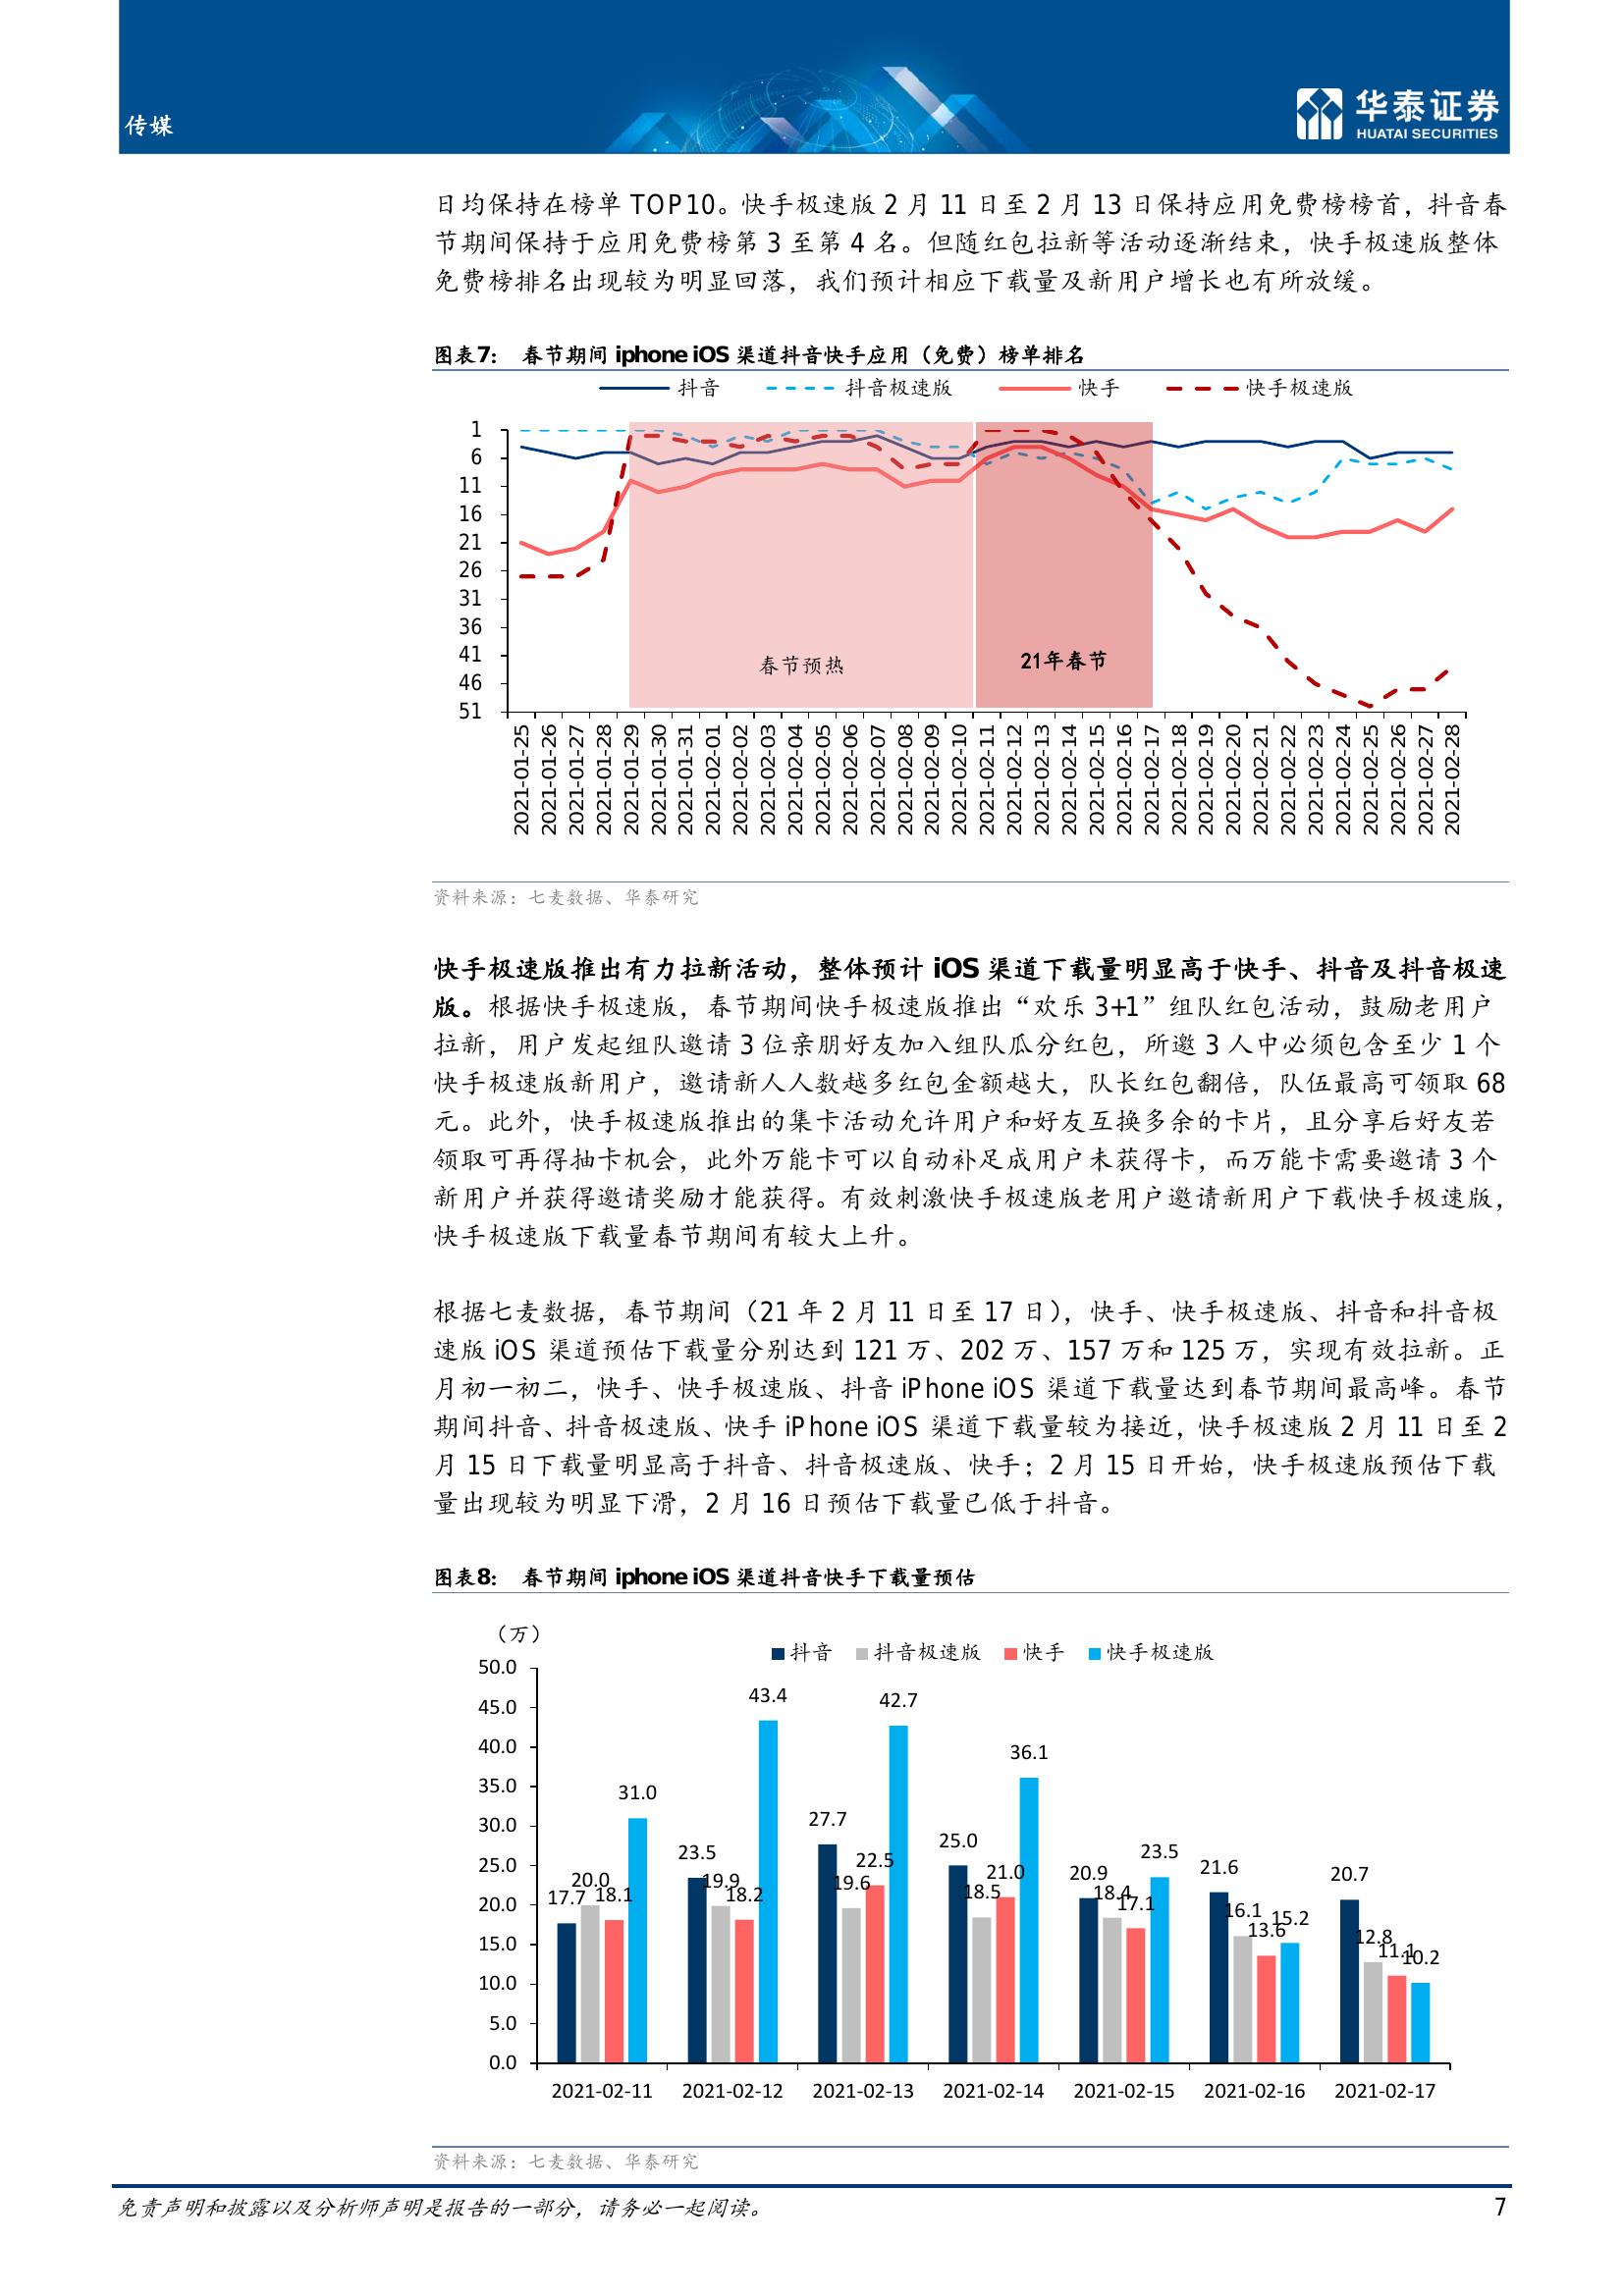 传媒
华泰证券
HUATAI SECURITIES
日均保持在榜单 TOP10。快手极速版 2 月 11 日至 2 月 13 日保持应用免费榜榜首，抖音春
节期间保持于应用免费榜第 3 至第 4 名。但随红包拉新等活动逐渐结束，快手极速版整体
免费榜排名出现较为明显回落，我们预计相应下载量及新用户增长也有所放缓。
图表7： 春节期间 iphone iOS 渠道抖音快手应用（免费）榜单排名
抖音 抖音极速版 快手 快手极速版
1
6
11
16
21
26
31
36
41
46
51
春节预热
21年春节
2021-01-25
2021-01-26
2021-01-27
2021-01-28
2021-01-29
2021-01-30
2021-01-31
2021-02-01
2021-02-02
2021-02-03
2021-02-04
2021-02-05
2021-02-06
2021-02-07
2021-02-08
2021-02-09
2021-02-10
2021-02-11
2021-02-12
2021-02-13
2021-02-14
2021-02-15
2021-02-16
2021-02-17
2021-02-18
2021-02-19
2021-02-20
2021-02-21
2021-02-22
2021-02-23
2021-02-24
2021-02-25
2021-02-26
2021-02-27
2021-02-28
资料来源：七麦数据、华泰研究
快手极速版推出有力拉新活动，整体预计 iOS 渠道下载量明显高于快手、抖音及抖音极速
版。根据快手极速版，春节期间快手极速版推出“欢乐 3+1”组队红包活动，鼓励老用户
拉新，用户发起组队邀请 3 位亲朋好友加入组队瓜分红包，所邀 3 人中必须包含至少 1 个
快手极速版新用户，邀请新人人数越多红包金额越大，队长红包翻倍，队伍最高可领取 68
元。此外，快手极速版推出的集卡活动允许用户和好友互换多余的卡片，且分享后好友若
领取可再得抽卡机会，此外万能卡可以自动补足成用户未获得卡，而万能卡需要邀请 3 个
新用户并获得邀请奖励才能获得。有效刺激快手极速版老用户邀请新用户下载快手极速版，
快手极速版下载量春节期间有较大上升。
根据七麦数据，春节期间（21 年 2 月 11 日至 17 日），快手、快手极速版、抖音和抖音极
速版 iOS 渠道预估下载量分别达到 121 万、202 万、157 万和 125 万，实现有效拉新。正
月初一初二，快手、快手极速版、抖音 iPhone iOS 渠道下载量达到春节期间最高峰。春节
期间抖音、抖音极速版、快手 iPhone iOS 渠道下载量较为接近，快手极速版 2 月 11 日至 2
月 15 日下载量明显高于抖音、抖音极速版、快手；2 月 15 日开始，快手极速版预估下载
量出现较为明显下滑，2 月 16 日预估下载量已低于抖音。
图表8： 春节期间 iphone iOS 渠道抖音快手下载量预估
（万）
抖音 抖音极速版 快手 快手极速版
50.0
45.0
40.0
35.0
30.0
25.0
20.0
15.0
10.0
5.0
0.0
17.7 20.0 18.1 31.0
23.5 19.9 18.2 43.4
27.7 19.6 22.5 42.7
25.0 18.5 21.0 36.1
20.9 18.4 17.1 23.5
21.6 16.1 13.6 15.2
20.7 12.8 11.1 10.2
2021-02-11 2021-02-12 2021-02-13 2021-02-14 2021-02-15 2021-02-16 2021-02-17
资料来源：七麦数据、华泰研究
免责声明和披露以及分析师声明是报告的一部分，请务必一起阅读。 7